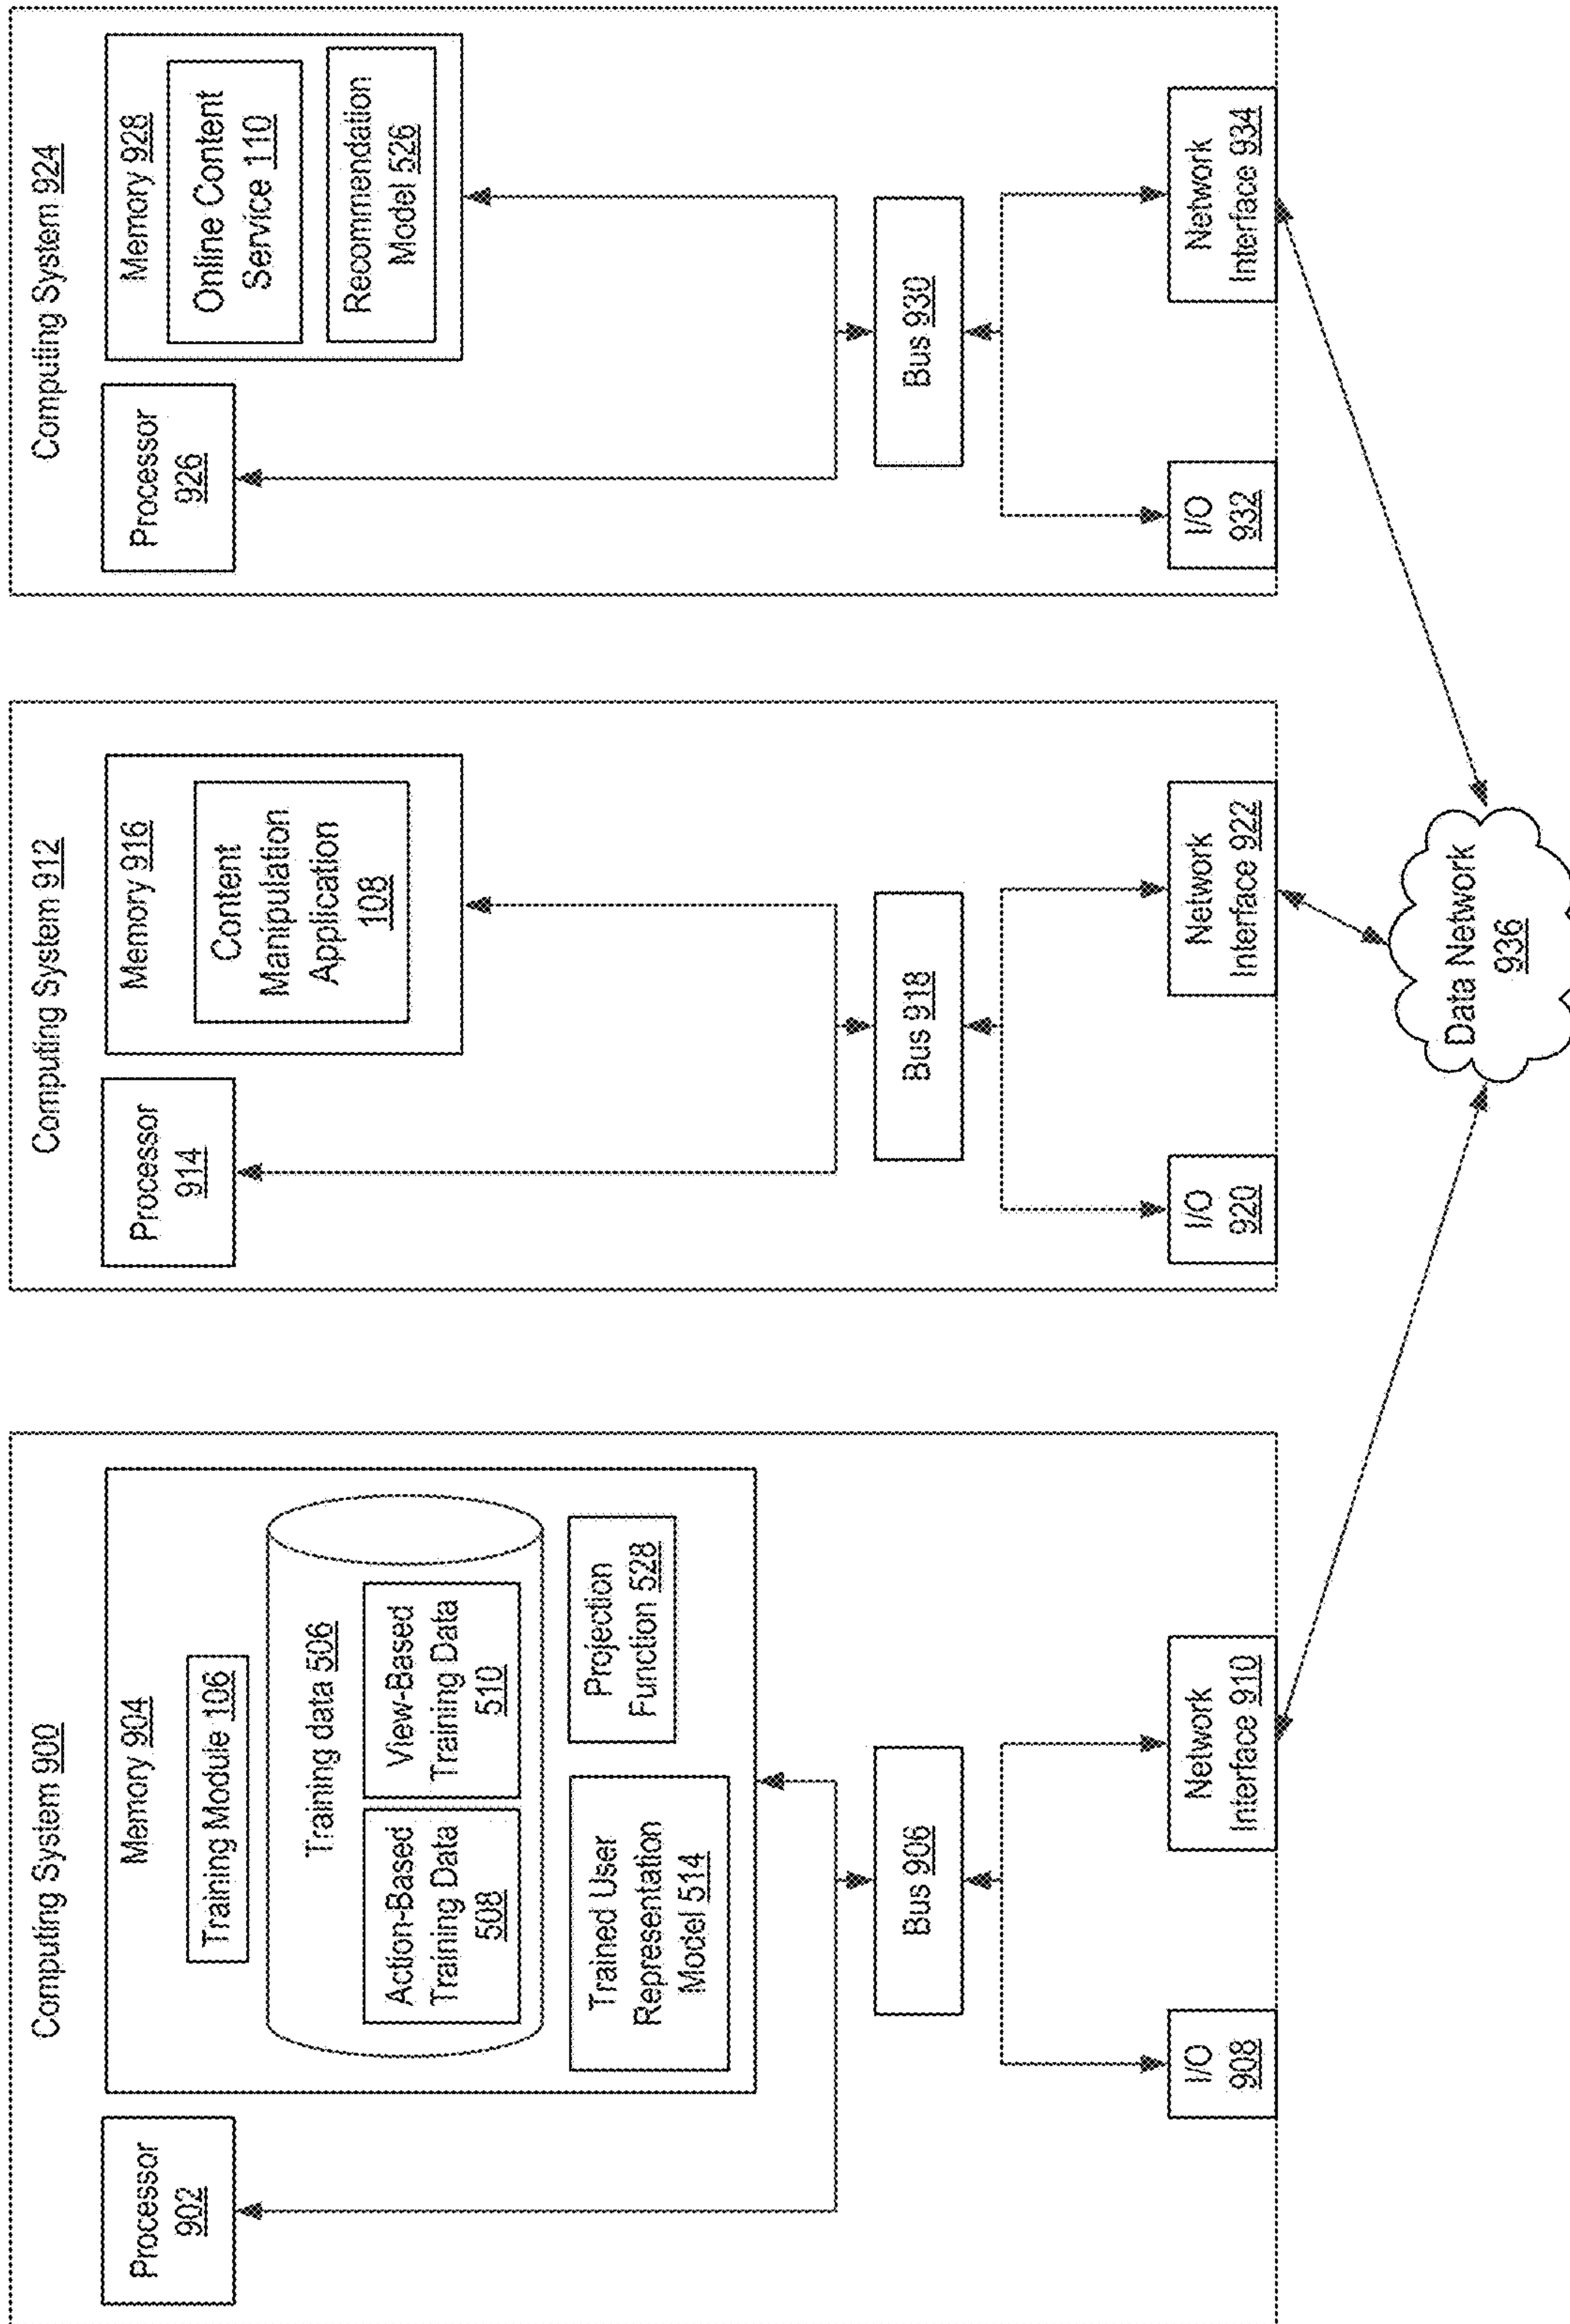 Computing System 900
Processor
902
Memory 904
Training Module 106
Training data 506
Action-Based
Training Data
508
View-Based
Training Data
510
Trained User
Representation
Model 514
Projection
Function 528
Bus 906
I/O
908
Network
Interface 910
Computing System 912
Processor
914
Memory 916
Content
Manipulation
Application
108
Bus 918
I/O
920
Network
Interface 922
Computing System 924
Processor
926
Memory 928
Online Content
Service 110
Recommendation
Model 526
Bus 930
I/O
932
Network
Interface 934
Data Network
936